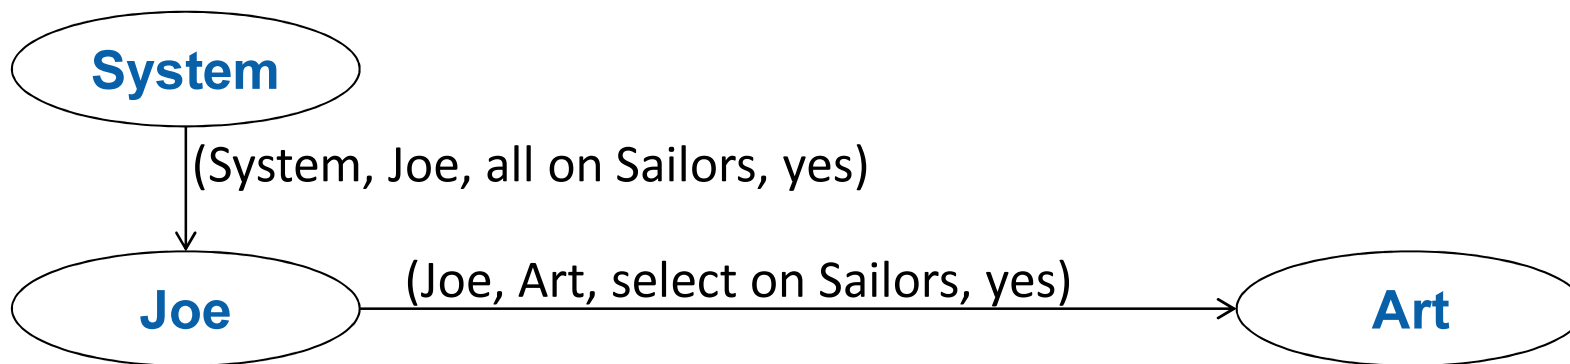 System
(System, Joe, all on Sailors, yes)
(Joe, Art, select on Sailors, yes)
Joe
Art